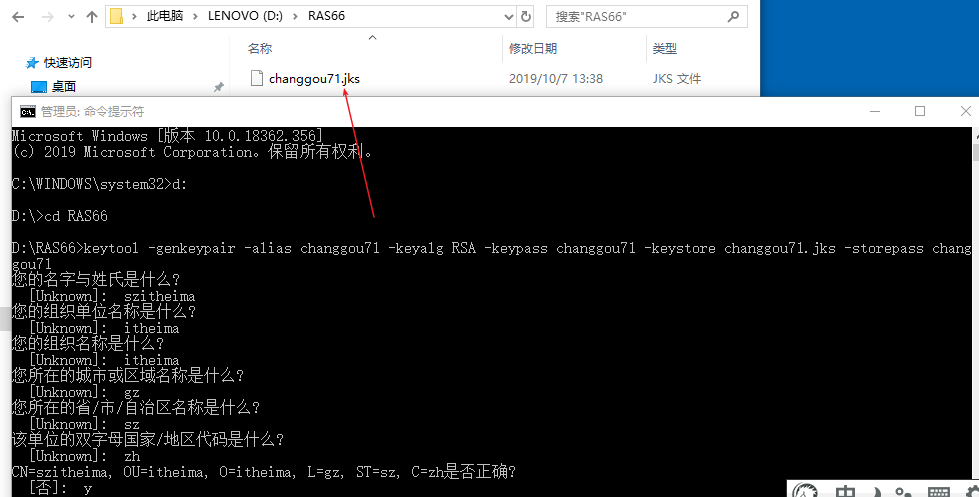 此电脑 > LENOVO (D:) > RAS66
搜索"RAS66"
名称 修改日期 类型
快速访问
changgou71.jks 2019/10/7 13:38 JKS 文件
桌面
管理员: 命令提示符
Microsoft Windows [版本 10.0.18362.356]
(c) 2019 Microsoft Corporation。保留所有权利。
C:\WINDOWS\system32>d:
D:\>cd RAS66
D:\RAS66>keytool -genkeypair -alias changgou71 -keyalg RSA -keypass changgou71 -keystore changgou71.jks -storepass chang
gou71
您的名字与姓氏是什么?
[Unknown]: szitheima
您的组织单位名称是什么?
[Unknown]: itheima
您的组织名称是什么?
[Unknown]: itheima
您所在的城市或区域名称是什么?
[Unknown]: gz
您所在的省/市/自治区名称是什么?
[Unknown]: sz
该单位的双字母国家/地区代码是什么?
[Unknown]: zh
CN=szitheima, OU=itheima, O=itheima, L=gz, ST=sz, C=zh是否正确?
[否]: y
中